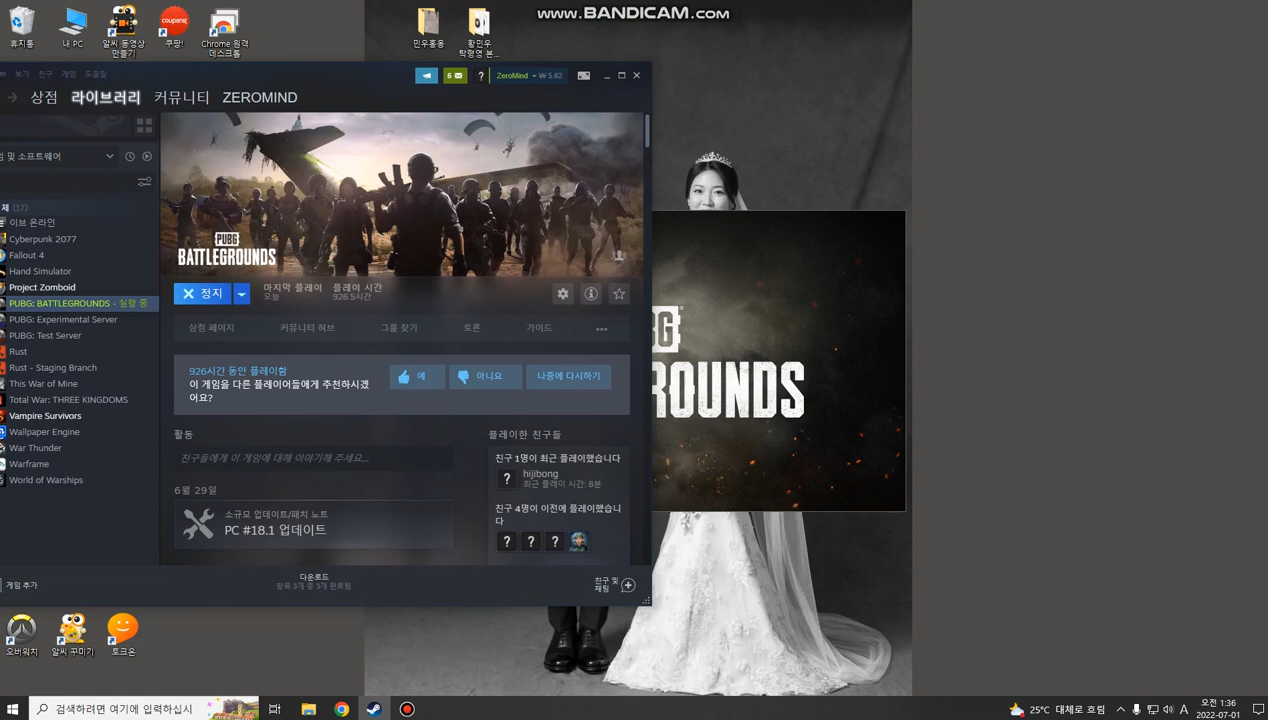 WWW.BANDICAM.COM
휴지통
내 PC
알씨 동영상 만들기
coupang
쿠팡!
Chrome 원격 데스크톱
민우홍웅
황민우
탁형영 본...
보기 친구 게임 도움말
6
?
ZeroMind
₩ 5.62
상점 라이브러리 커뮤니티 ZEROMIND
및 소프트웨어
(17)
이브 온라인
Cyberpunk 2077
Fallout 4
Hand Simulator
Project Zomboid
PUBG: BATTLEGROUNDS - 실행 중
PUBG: Experimental Server
PUBG: Test Server
Rust
Rust - Staging Branch
This War of Mine
Total War: THREE KINGDOMS
Vampire Survivors
Wallpaper Engine
War Thunder
Warframe
World of Warships
PUBG
BATTLEGROUNDS
정지
마지막 플레이
오늘
플레이 시간
926.5시간
상점 페이지 커뮤니티 허브 그룹 찾기 토론 가이드 •••
926시간 동안 플레이함
이 게임을 다른 플레이어들에게 추천하시겠
어요?
예
아니요
나중에 다시하기
활동
친구들에게 이 게임에 대해 이야기해 주세요...
6월 29일
소규모 업데이트/패치 노트
PC #18.1 업데이트
플레이한 친구들
친구 1명이 최근 플레이했습니다
?
hijibong
최근 플레이 시간: 8분
친구 4명이 이전에 플레이했습니
다
? ? ?
게임 추가
다운로드
항목 3개 중 3개 완료됨
친구 및
채팅
BG
ROUNDS
오버워치
알씨 꾸미기
토크온
검색하려면 여기에 입력하십시
25°C 대체로 흐림
A
오전 1:36
2022-07-01